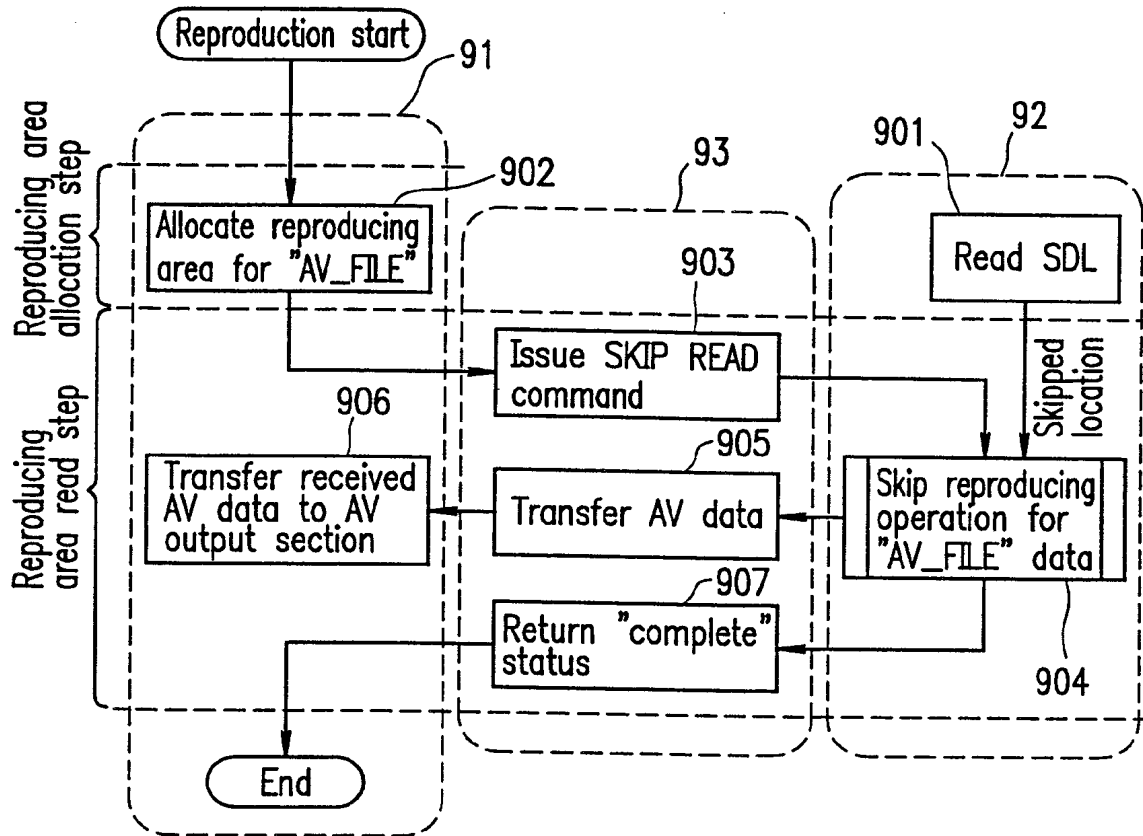 Reproduction start
91
Reproducing area
allocation step
902
Allocate reproducing
area for "AV_FILE"
93
92
901
Read SDL
903
Issue SKIP READ
command
Skipped
location
Reproducing
area read step
906
Transfer received
AV data to AV
output section
905
Transfer AV data
Skip reproducing
operation for
"AV_FILE" data
904
907
Return "complete"
status
End